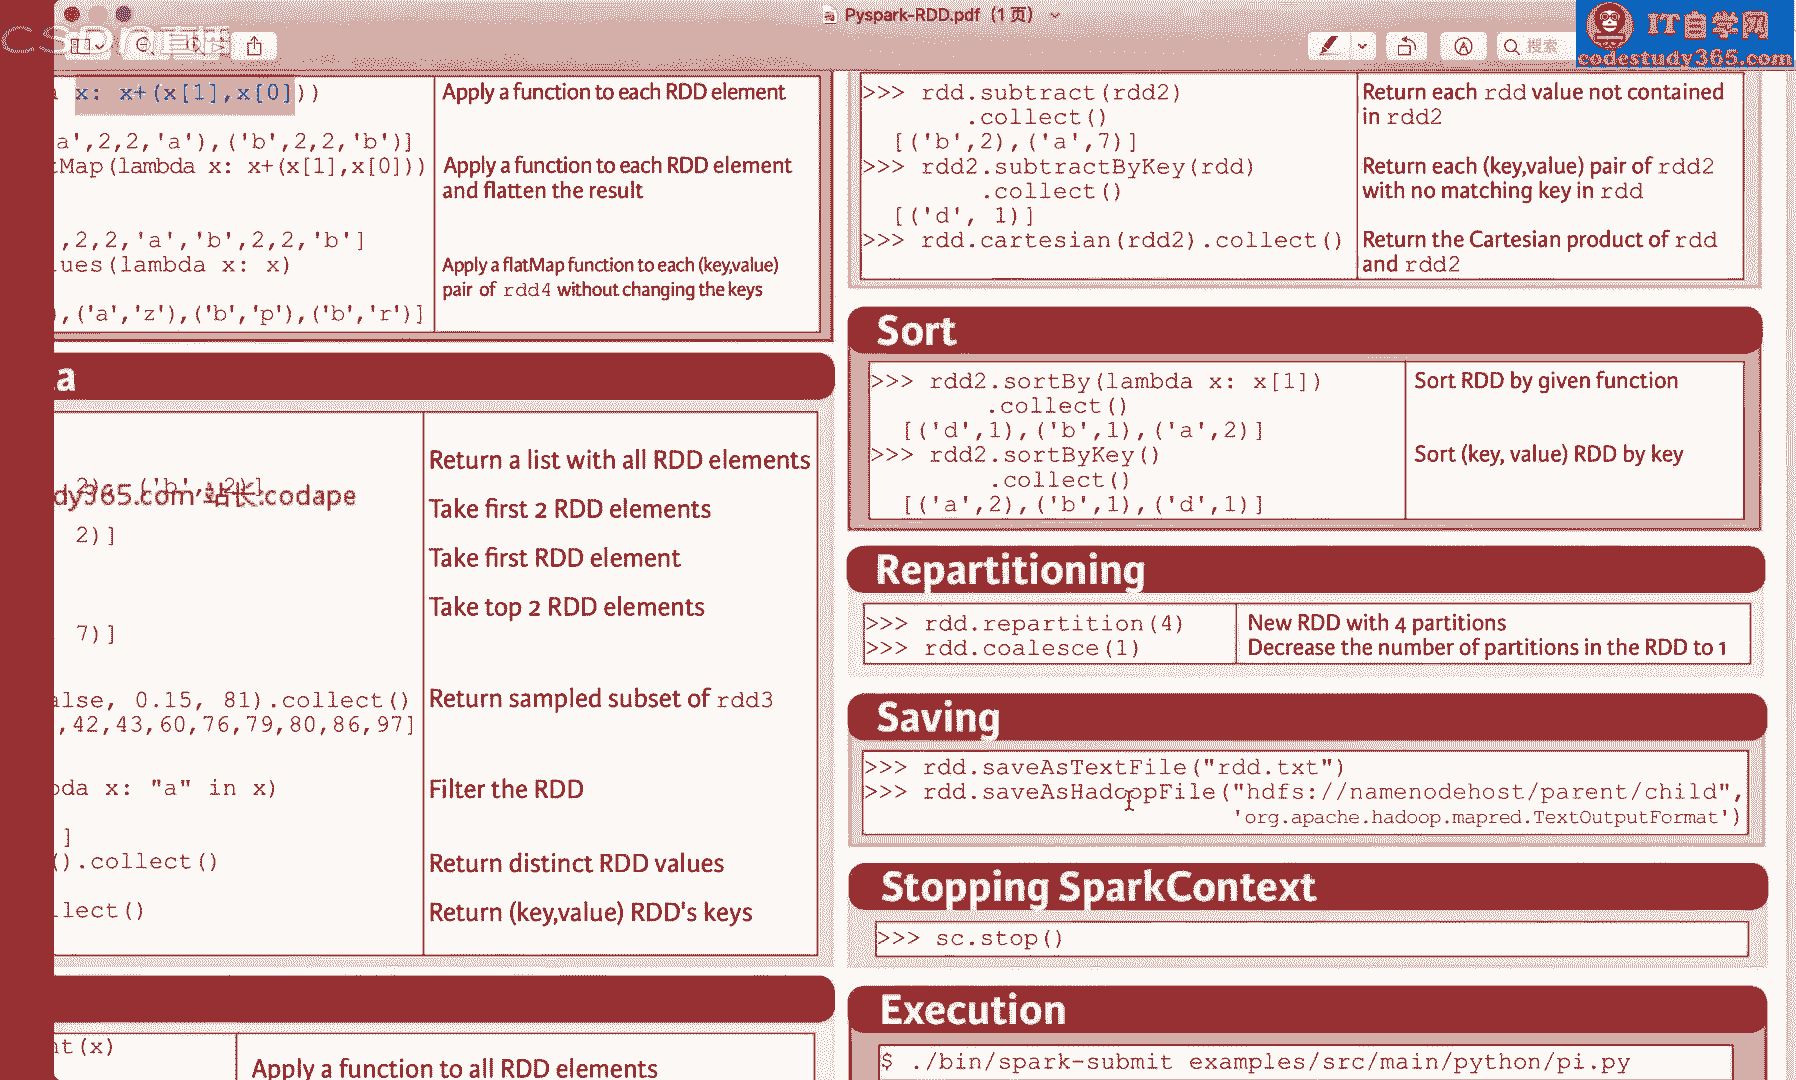 Pyspark-RDD.pdf (1 页)
搜索
IT自学网
codestudy365.com
x: x+(x[1],x[0]))
Apply a function to each RDD element
a',2,2,'a'),('b',2,2,'b')]
Map(lambda x: x+(x[1],x[0]))
Apply a function to each RDD element
and flatten the result
,2,2,'a','b',2,2,'b']
ues(lambda x: x)
Apply a flatMap function to each (key,value)
pair of rdd4 without changing the keys
),('a','z'),('b','p'),('b','r')]
a
Return a list with all RDD elements
dy365.com 站长:codape
Take first 2 RDD elements
2)]
Take first RDD element
Take top 2 RDD elements
7)]
alse, 0.15, 81).collect()
Return sampled subset of rdd3
,42,43,60,76,79,80,86,97]
da x: "a" in x)
Filter the RDD
]
().collect()
Return distinct RDD values
lect()
Return (key,value) RDD's keys
nt(x)
Apply a function to all RDD elements
>>> rdd.subtract(rdd2)
Return each rdd value not contained
.collect()
in rdd2
[('b',2),('a',7)]
>>> rdd2.subtractByKey(rdd)
Return each (key,value) pair of rdd2
.collect()
with no matching key in rdd
[('d', 1)]
>>> rdd.cartesian(rdd2).collect()
Return the Cartesian product of rdd
and rdd2
Sort
>>> rdd2.sortBy(lambda x: x[1])
Sort RDD by given function
.collect()
[('d',1),('b',1),('a',2)]
>>> rdd2.sortByKey()
Sort (key, value) RDD by key
.collect()
[('a',2),('b',1),('d',1)]
Repartitioning
>>> rdd.repartition(4)
New RDD with 4 partitions
>>> rdd.coalesce(1)
Decrease the number of partitions in the RDD to 1
Saving
>>> rdd.saveAsTextFile("rdd.txt")
>>> rdd.saveAsHadoopFile("hdfs://namenodehost/parent/child",
'org.apache.hadoop.mapred.TextOutputFormat')
Stopping SparkContext
>>> sc.stop()
Execution
$ ./bin/spark-submit examples/src/main/python/pi.py